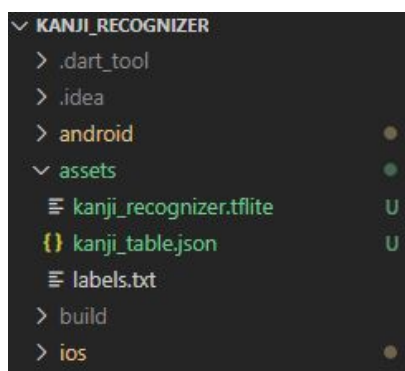 KANJI_RECOGNIZER
.dart_tool
.idea
android
assets
kanji_recognizer.tflite U
{} kanji_table.json U
labels.txt
build
ios